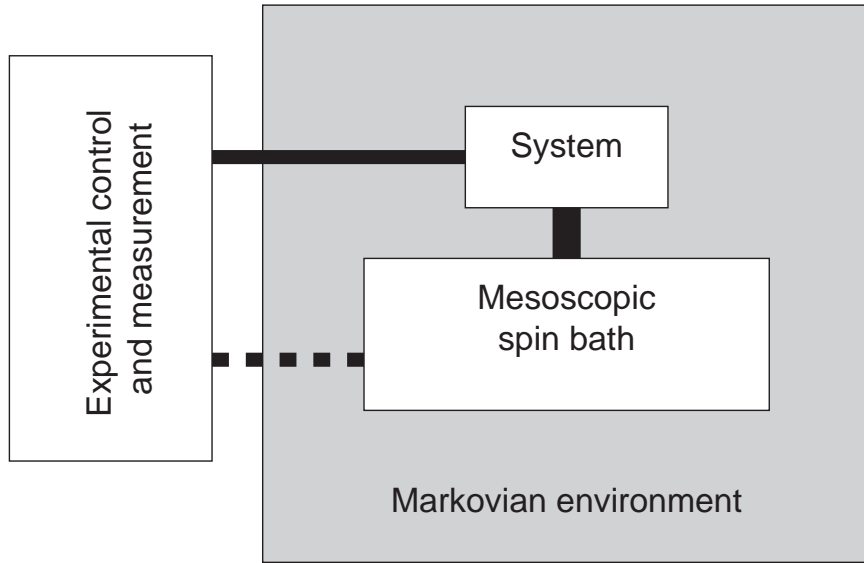 Experimental control
and measurement
System
Mesoscopic
spin bath
Markovian environment